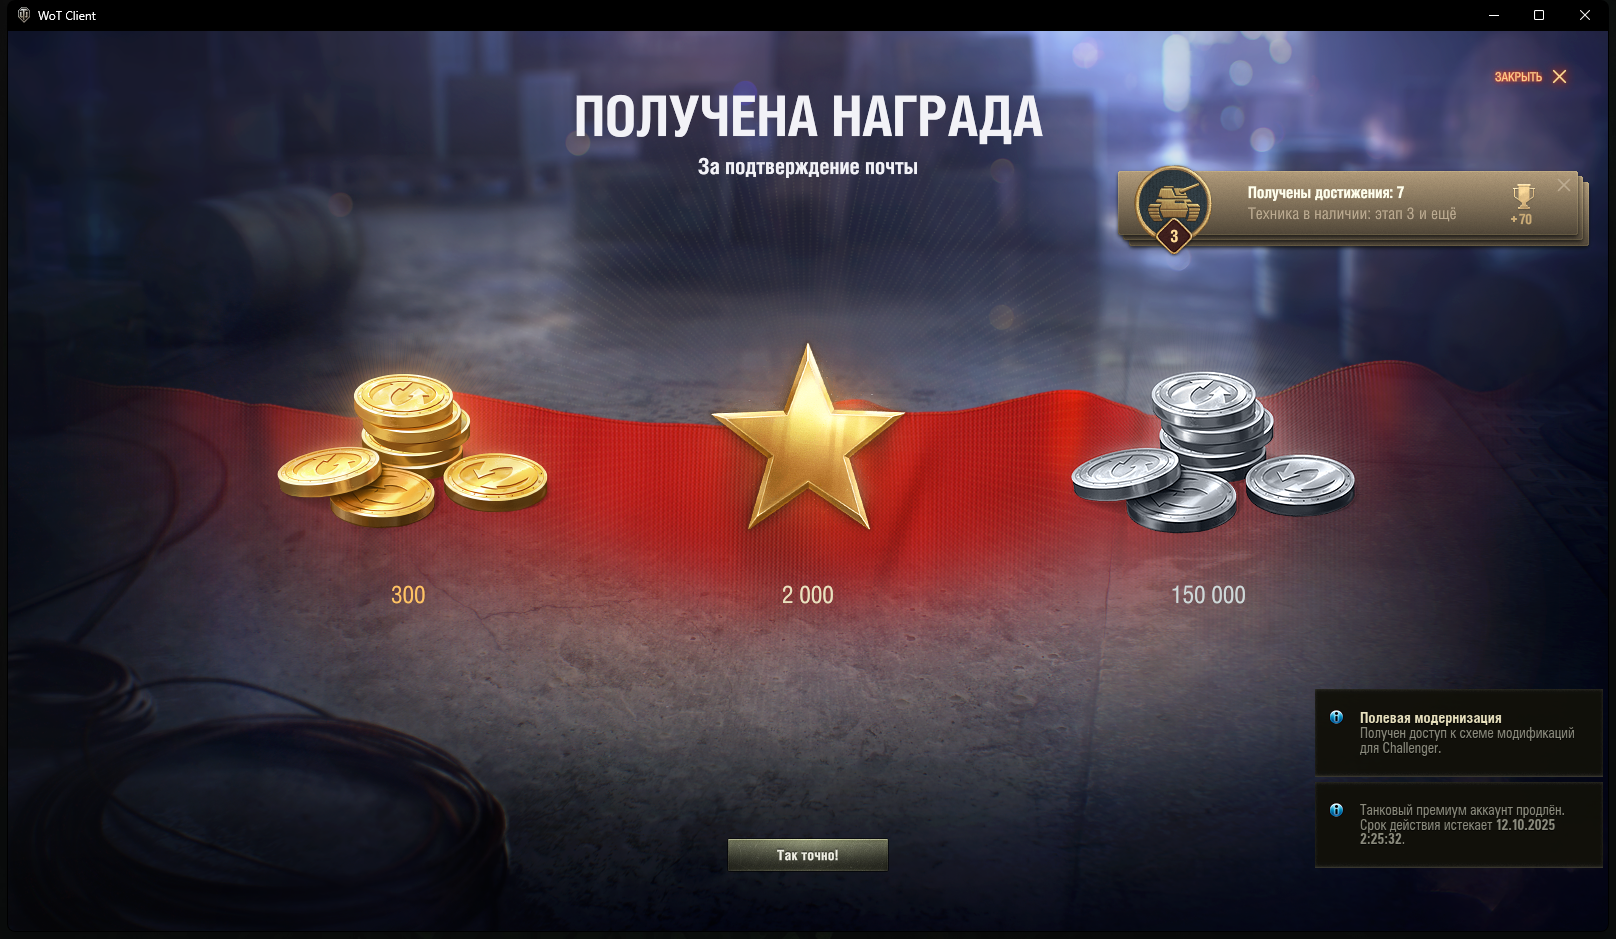 WoT Client
ЗАКРЫТЬ
ПОЛУЧЕНА НАГРАДА
За подтверждение почты
Получены достижения: 7
Техника в наличии: этап 3 и ещё
+70
3
300
2 000
150 000
Полевая модернизация
Получен доступ к схеме модификаций
для Challenger.
Танковый премиум аккаунт продлён.
Срок действия истекает 12.10.2025
2:25:32.
Так точно!